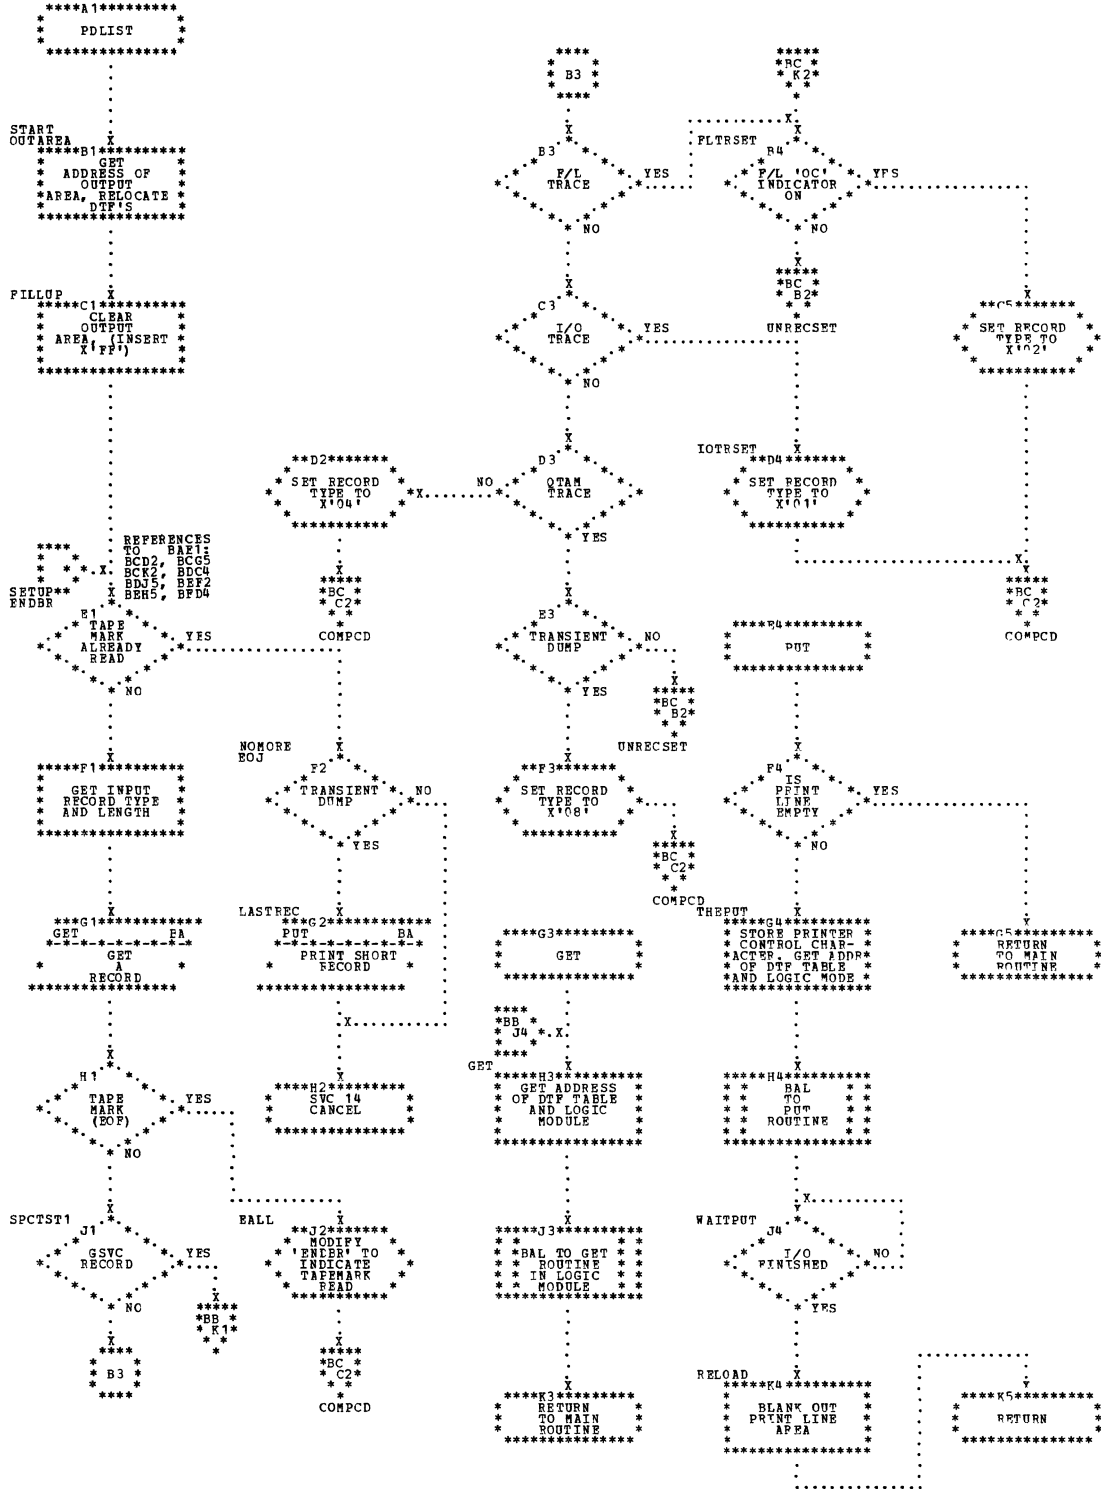 A1
PDLIST
B3
BC
K2
START
OUTAREA
B1
GET
ADDRESS OF
OUTPUT
AREA, RELOCATE
DTF'S
B3
F/L
TRACE
YES
NO
FLTRSET
B4
F/L 'OC'
INDICATOR
ON
YES
NO
FILLUP
C1
CLEAR
OUTPUT
AREA, (INSERT
X'FF')
C3
I/O
TRACE
YES
NO
BC
B2
UNRECSET
C5
SET RECORD
TYPE TO
X'02'
D2
SET RECORD
TYPE TO
X'04'
NO
D3
QTAM
TRACE
YES
IOTRSET
D4
SET RECORD
TYPE TO
X'01'
REFERENCES
TO BAE1:
BCD2, BCG5
BCK2, BDC4
BDJ5, BEF2
BEH5, BFD4
SETUP
ENDBR
BC
C2
COMPCD
BC
C2
COMPCD
E1
TAPE
MARK
ALREADY
READ
YES
NO
E3
TRANSIENT
DUMP
NO
YES
BC
B2
UNRECSET
E4
PUT
F1
GET INPUT
RECORD TYPE
AND LENGTH
NOMORE
EOJ
F2
TRANSIENT
DUMP
NO
YES
F3
SET RECORD
TYPE TO
X'08'
BC
C2
COMPCD
F4
IS
PRINT
LINE
EMPTY
YES
NO
G1
GET BA
GET
A
RECORD
LASTREC
G2
PUT BA
PRINT SHORT
RECORD
G3
GET
THEPUT
G4
STORE PRINTER
CONTROL CHAR-
ACTER. GET ADDR
OF DTF TABLE
AND LOGIC MODE
G5
RETURN
TO MAIN
ROUTINE
BB
J4
GET
H1
TAPE
MARK
(EOF)
YES
NO
H2
SVC 14
CANCEL
H3
GET ADDRESS
OF DTF TABLE
AND LOGIC
MODULE
H4
BAL
TO
PUT
ROUTINE
SPCTST1
J1
GSVC
RECORD
YES
NO
BB
K1
EALL
J2
MODIFY
'ENDBR' TO
INDICATE
TAPEMARK
READ
J3
BAL TO GET
ROUTINE
IN LOGIC
MODULE
WAITPUT
J4
I/O
FINISHED
NO
YES
B3
BC
C2
COMPCD
K3
RETURN
TO MAIN
ROUTINE
RELOAD
K4
BLANK OUT
PRINT LINE
AREA
K5
RETURN